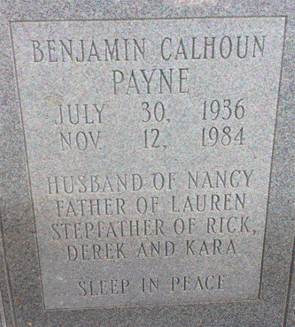 BENJAMIN CALHOUN
PAYNE
JULY 30, 1936
NOV. 12, 1984
HUSBAND OF NANCY
FATHER OF LAUREN
STEPFATHER OF RICK,
DEREK AND KARA
SLEEP IN PEACE